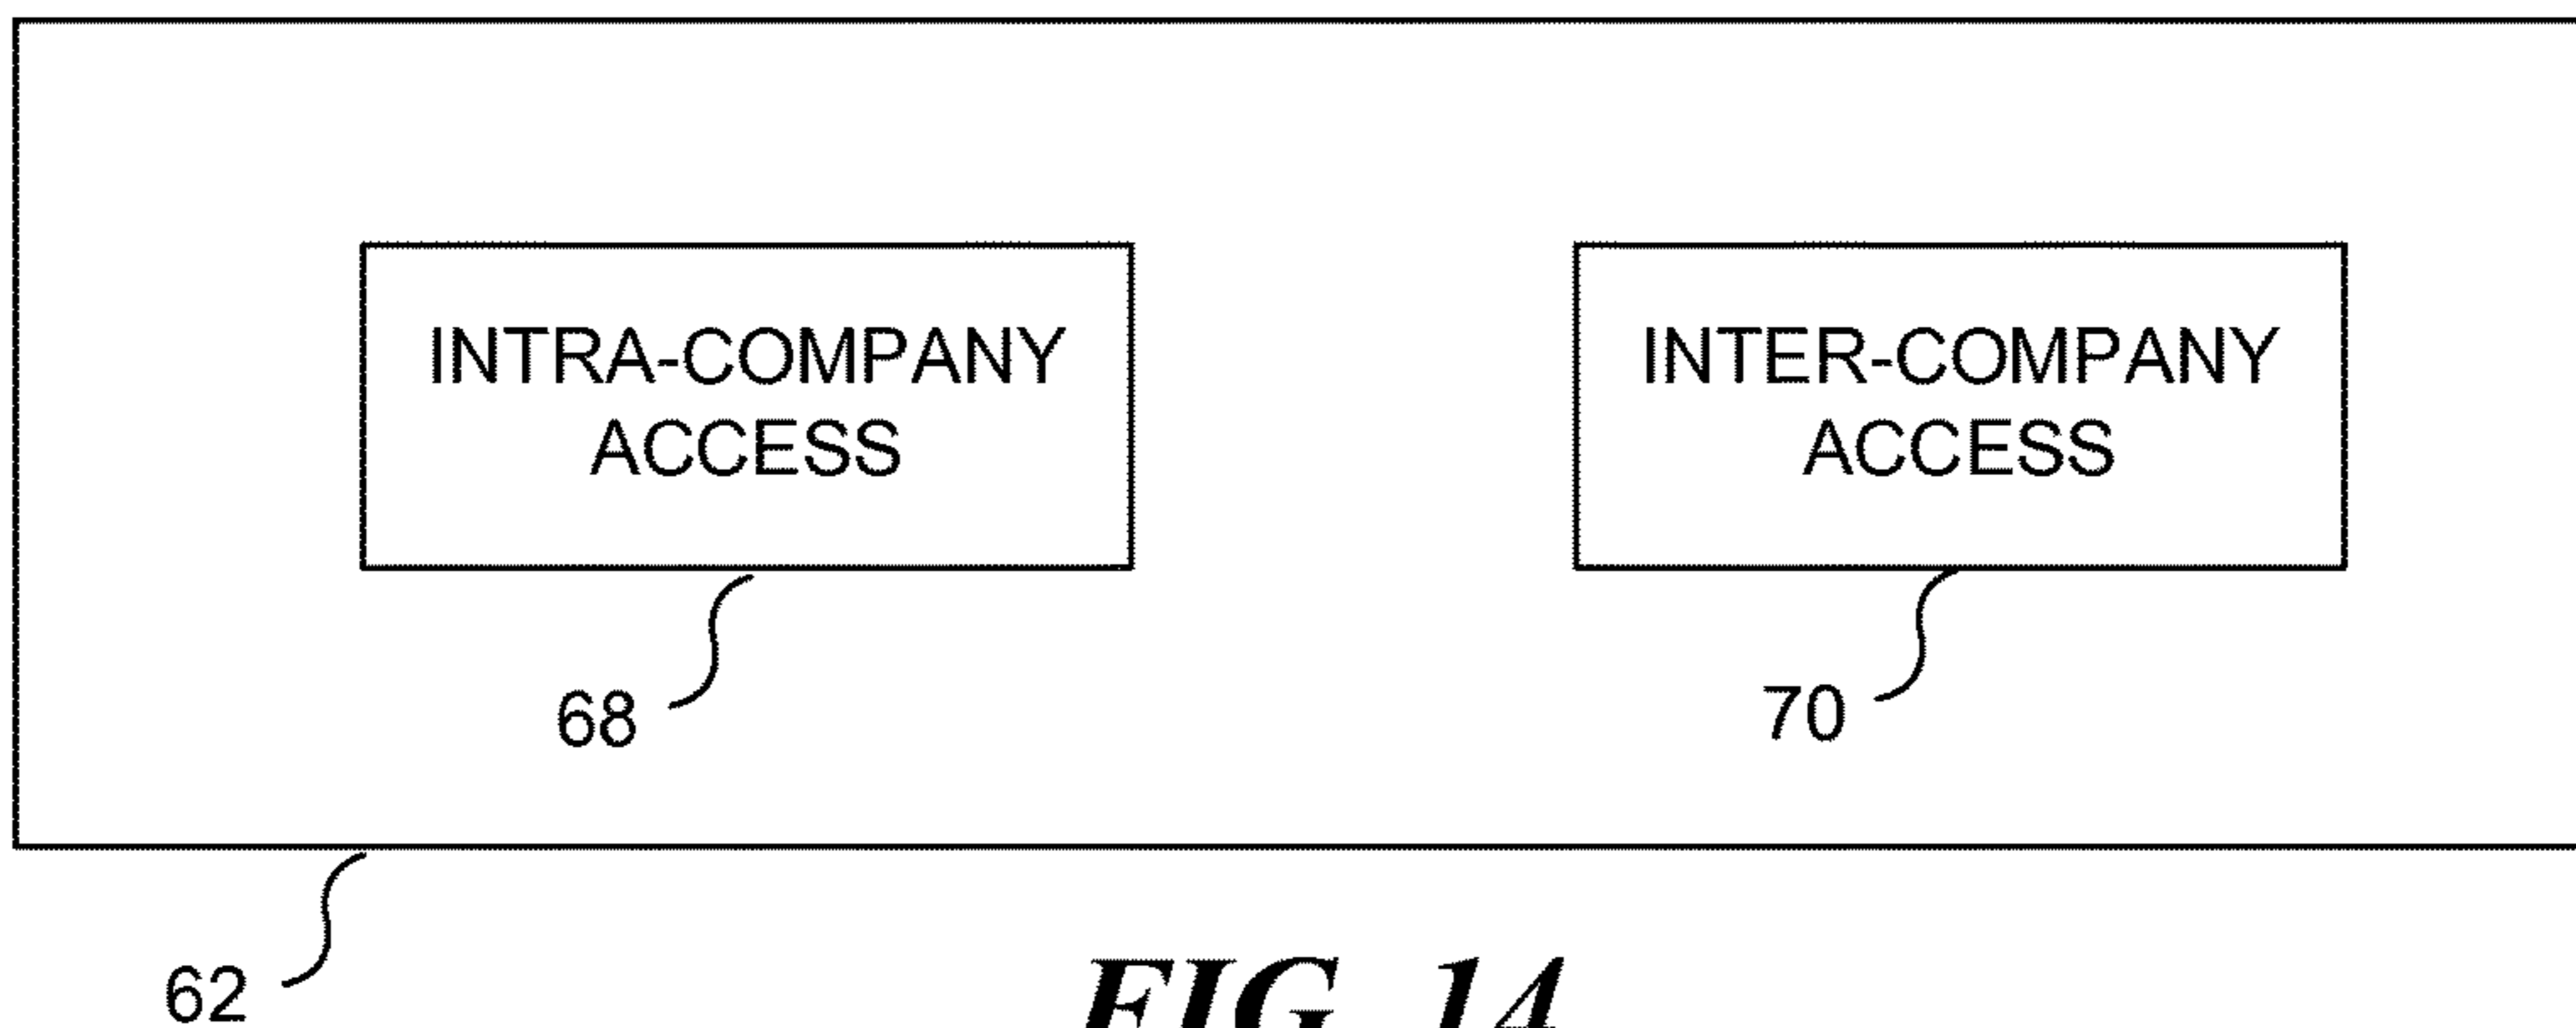 INTRA-COMPANY
ACCESS
INTER-COMPANY
ACCESS
68
70
62
FIG. 14